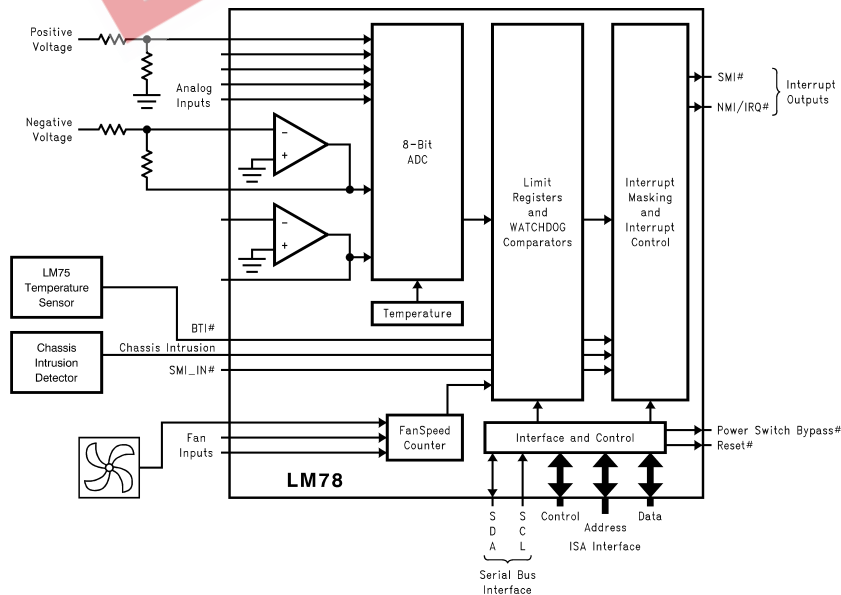 Positive
Voltage
Analog
Inputs
Negative
Voltage
−
+
−
+
8-Bit
ADC
Limit
Registers
and
WATCHDOG
Comparators
Interrupt
Masking
and
Interrupt
Control
SMI#
NMI/IRQ#
Interrupt
Outputs
LM75
Temperature
Sensor
Temperature
BTI#
Chassis
Intrusion
Detector
Chassis Intrusion
SMI_IN#
Fan
Inputs
FanSpeed
Counter
Interface and Control
Power Switch Bypass#
Reset#
LM78
S
D
A
S
C
L
Control
Address
Data
ISA Interface
Serial Bus
Interface